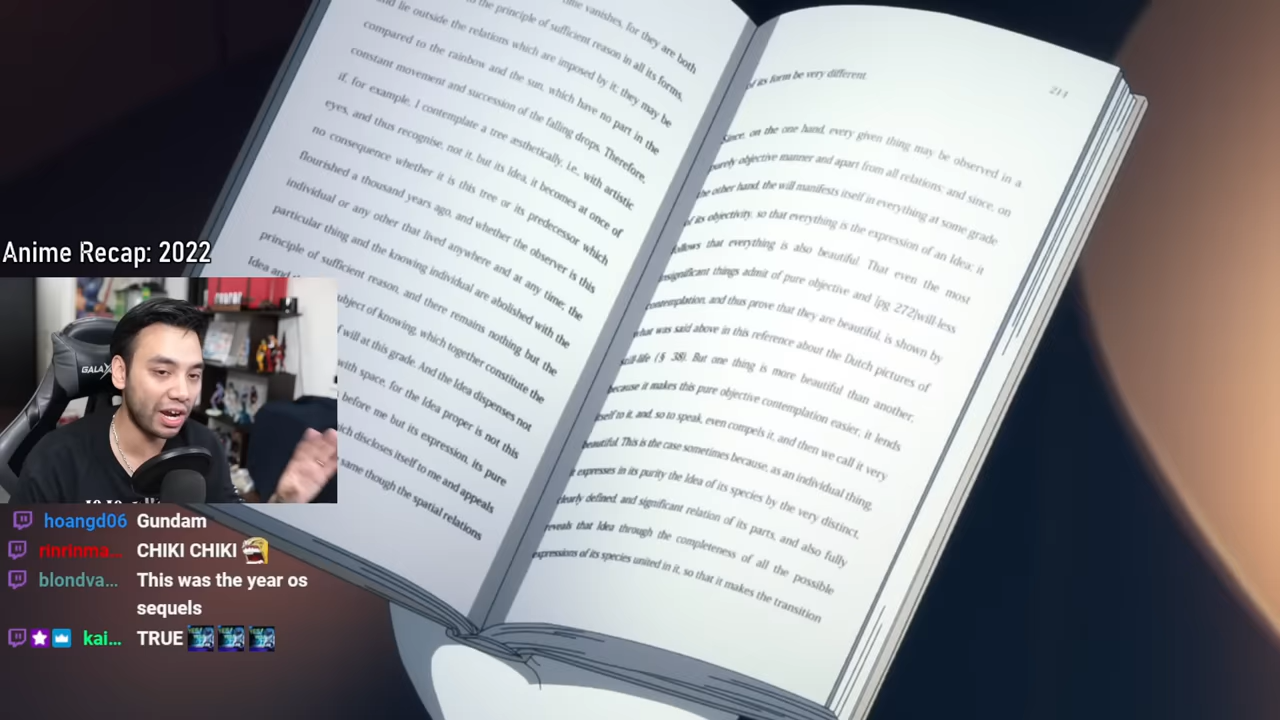 time vanishes, for they are both
to the principle of sufficient reason in all its forms,
and lie outside the relations which are imposed by it; they may be
compared to the rainbow and the sun, which have no part in the
constant movement and succession of the falling drops. Therefore,
if, for example, I contemplate a tree æsthetically, i.e., with artistic
eyes, and thus recognise, not it, but its Idea, it becomes at once of
no consequence whether it is this tree or its predecessor which
flourished a thousand years ago, and whether the observer is this
individual or any other that lived anywhere and at any time; the
particular thing and the knowing individual are abolished with the
principle of sufficient reason, and there remains nothing but the
Idea and
subject of knowing, which together constitute the
of will at this grade. And the Idea dispenses not
with space, for the Idea proper is not this
before me but its expression, its pure
which discloses itself to me and appeals
same though the spatial relations
of its form be very different.
211
Since, on the one hand, every given thing may be observed in a
purely objective manner and apart from all relations; and since, on
the other hand, the will manifests itself in everything at some grade
of its objectivity, so that everything is the expression of an Idea; it
follows that everything is also beautiful. That even the most
insignificant things admit of pure objective and [pg 272]will-less
contemplation, and thus prove that they are beautiful, is shown by
what was said above in this reference about the Dutch pictures of
still-life (§ 38). But one thing is more beautiful than another,
because it makes this pure objective contemplation easier, it lends
itself to it, and, so to speak, even compels it, and then we call it very
beautiful. This is the case sometimes because, as an individual thing,
it expresses in its purity the Idea of its species by the very distinct,
clearly defined, and significant relation of its parts, and also fully
reveals that Idea through the completeness of all the possible
expressions of its species united in it, so that it makes the transition
Anime Recap: 2022
GALAX
hoangd06 Gundam
rinrinma... CHIKI CHIKI
blondva... This was the year os
sequels
kai... TRUE